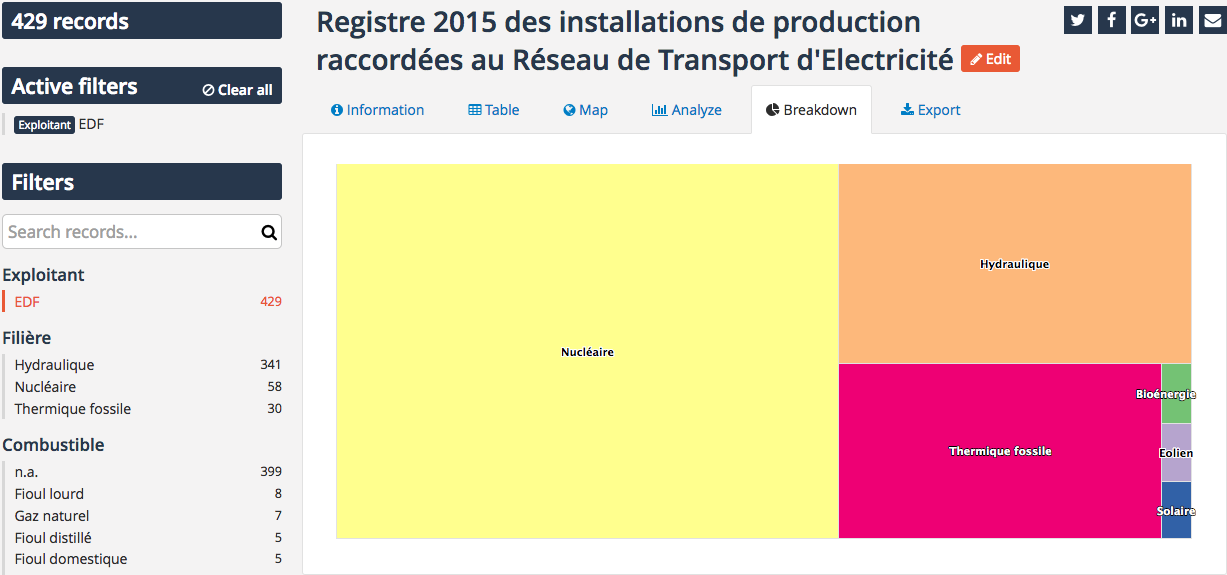 429 records
Active filters
Clear all
Exploitant EDF
Filters
Search records...
Exploitant
EDF 429
Filière
Hydraulique 341
Nucléaire 58
Thermique fossile 30
Combustible
n.a. 399
Fioul lourd 8
Gaz naturel 7
Fioul distillé 5
Fioul domestique 5
Registre 2015 des installations de production
raccordées au Réseau de Transport d'Electricité
Edit
f G+ in
Information Table Map Analyze Breakdown Export
Nucléaire
Hydraulique
Thermique fossile
Bioénergie
Eolien
Solaire